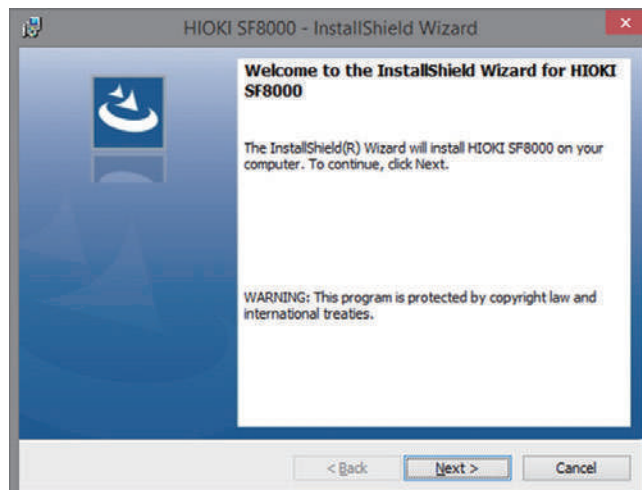 HIOKI SF8000 - InstallShield Wizard
Welcome to the InstallShield Wizard for HIOKI
SF8000
The InstallShield(R) Wizard will install HIOKI SF8000 on your
computer. To continue, click Next.
WARNING: This program is protected by copyright law and
international treaties.
< Back
Next >
Cancel